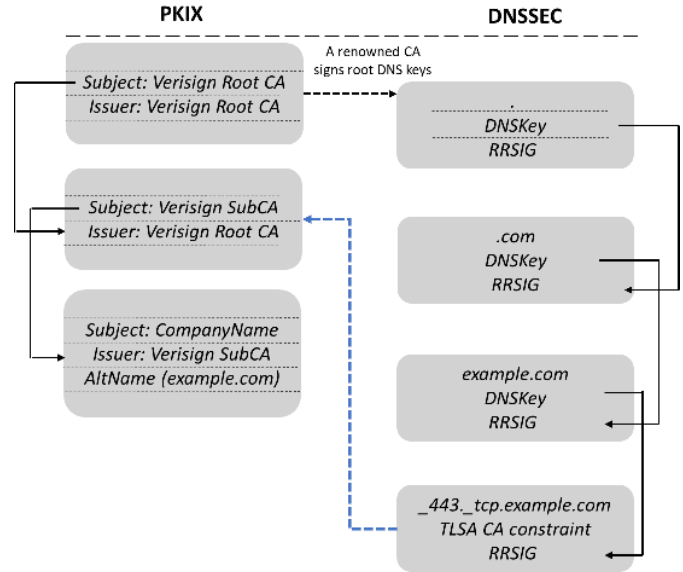 PKIX
DNSSEC
A renowned CA
signs root DNS keys
Subject: Verisign Root CA
Issuer: Verisign Root CA
Subject: Verisign SubCA
Issuer: Verisign Root CA
Subject: CompanyName
Issuer: Verisign SubCA
AltName (example.com)
.
DNSKey
RRSIG
.com
DNSKey
RRSIG
example.com
DNSKey
RRSIG
_443._tcp.example.com
TLSA CA constraint
RRSIG